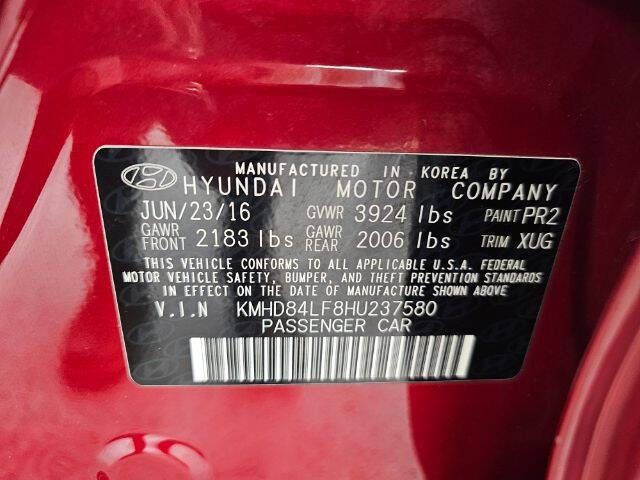 MANUFACTURED IN KOREA BY
HYUNDAI MOTOR COMPANY
JUN/23/16 GVWR 3924 lbs PAINT PR2
GAWR FRONT 2183 lbs GAWR REAR 2006 lbs TRIM XUG
THIS VEHICLE CONFORMS TO ALL APPLICABLE U.S.A. FEDERAL
MOTOR VEHICLE SAFETY, BUMPER, AND THEFT PREVENTION STANDARDS
IN EFFECT ON THE DATE OF MANUFACTURE SHOWN ABOVE.
V.I.N KMHD84LF8HU237580
PASSENGER CAR